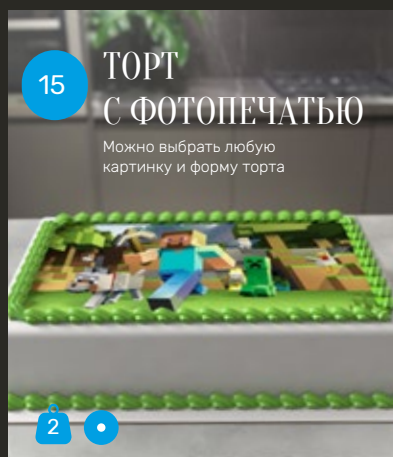 15
ТОРТ
С ФОТОПЕЧАТЬЮ
Можно выбрать любую
картинку и форму торта
2